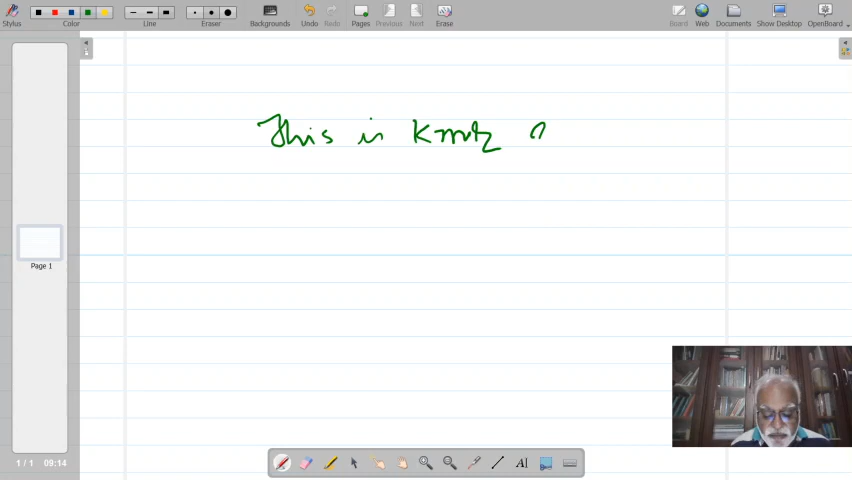 Stylus
Color
Line
Eraser
Backgrounds
Undo
Redo
Pages
Previous
Next
Erase
Board
Web
Documents
Show Desktop
OpenBoard
This is
Page 1
1 / 1 09:14